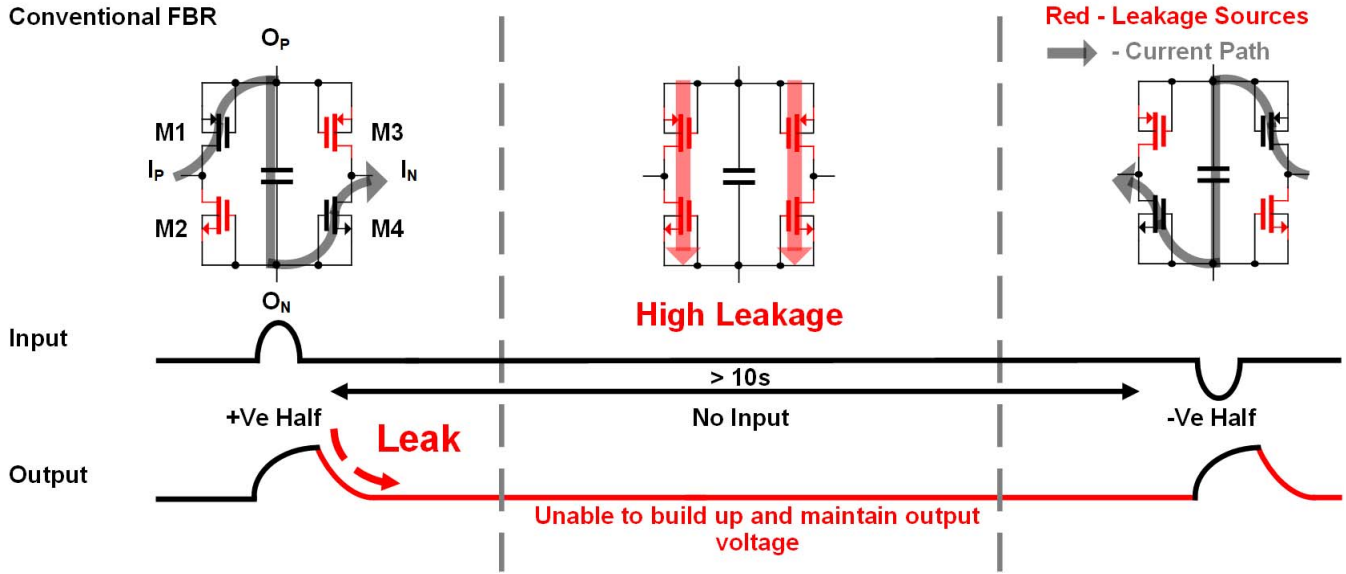 Conventional FBR
Red - Leakage Sources
- Current Path
OP
M1
M3
IP
IN
M2
M4
ON
High Leakage
Input
> 10s
+Ve Half
No Input
-Ve Half
Leak
Output
Unable to build up and maintain output
voltage